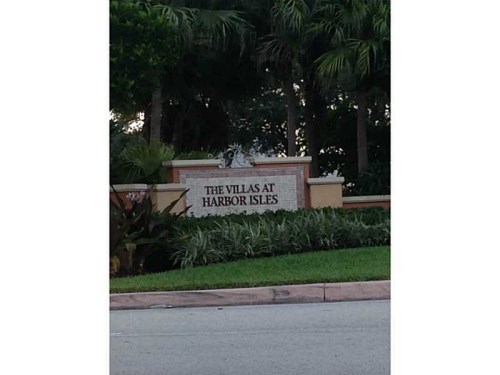 THE VILLAS AT
HARBOR ISLES